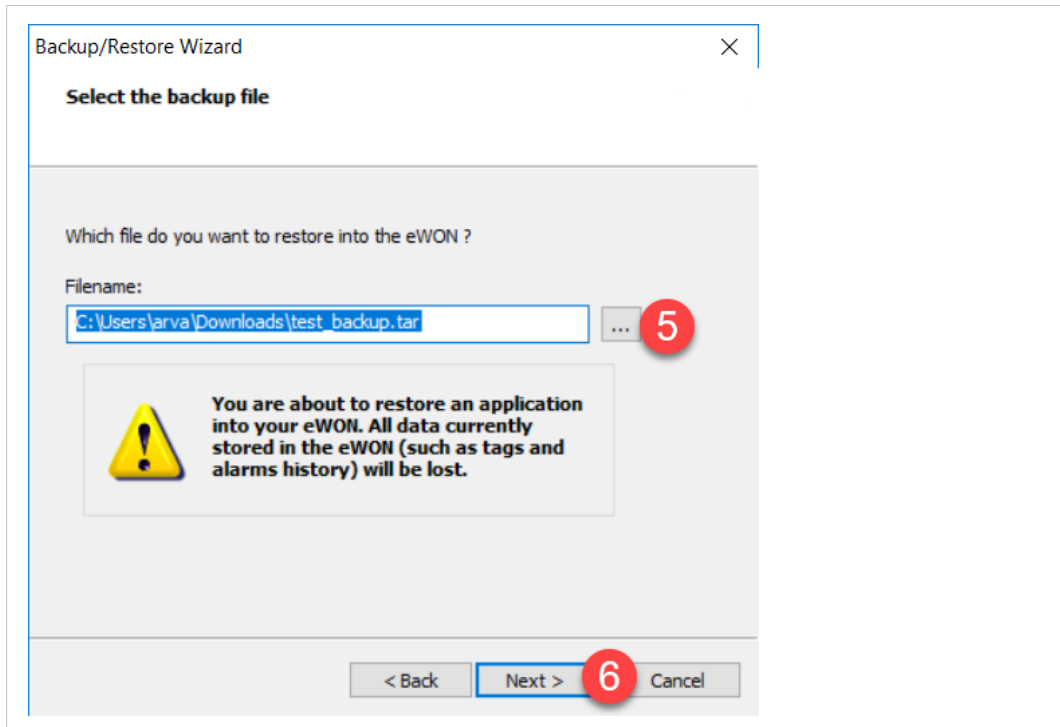 Backup/Restore Wizard
Select the backup file
Which file do you want to restore into the eWON ?
Filename:
C:\Users\arva\Downloads\test_backup.tar
...
5
You are about to restore an application
into your eWON. All data currently
stored in the eWON (such as tags and
alarms history) will be lost.
< Back
Next >
6
Cancel